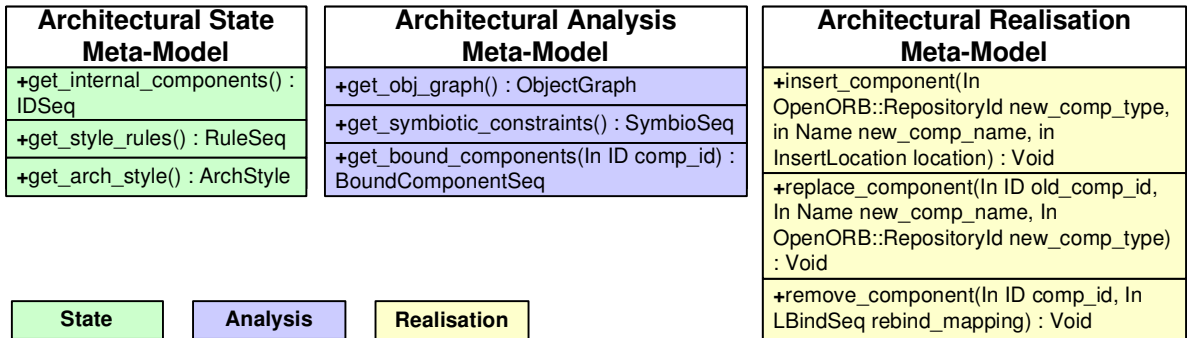 Architectural State
Meta-Model
+get_internal_components() :
IDSeq
+get_style_rules() : RuleSeq
+get_arch_style() : ArchStyle
Architectural Analysis
Meta-Model
+get_obj_graph() : ObjectGraph
+get_symbiotic_constraints() : SymbioSeq
+get_bound_components(In ID comp_id) :
BoundComponentSeq
Architectural Realisation
Meta-Model
+insert_component(In
OpenORB::RepositoryId new_comp_type,
in Name new_comp_name, in
InsertLocation location) : Void
+replace_component(In ID old_comp_id,
In Name new_comp_name, In
OpenORB::RepositoryId new_comp_type)
: Void
+remove_component(In ID comp_id, In
LBindSeq rebind_mapping) : Void
State
Analysis
Realisation